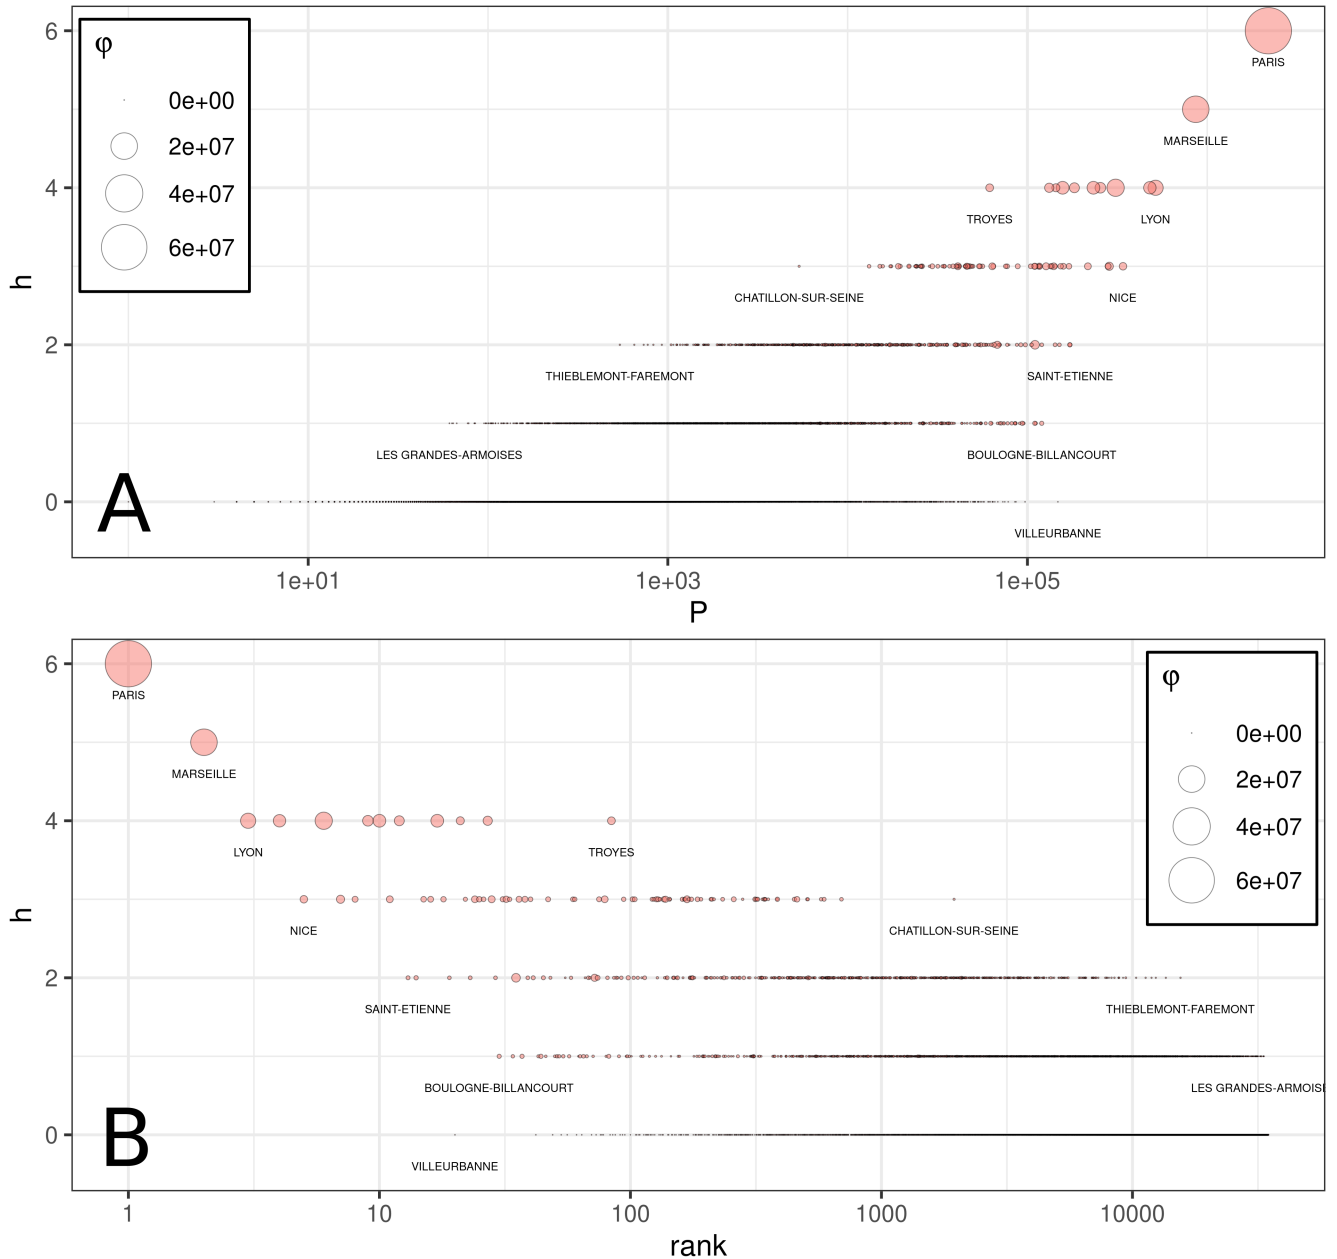 φ
0e+00
2e+07
4e+07
6e+07
6
4
2
0
h
PARIS
MARSEILLE
TROYES
LYON
CHATILLON-SUR-SEINE
NICE
THIEBLEMONT-FAREMONT
SAINT-ETIENNE
LES GRANDES-ARMOISES
BOULOGNE-BILLANCOURT
VILLEURBANNE
A
1e+01
1e+03
1e+05
P
φ
0e+00
2e+07
4e+07
6e+07
6
4
2
0
h
PARIS
MARSEILLE
LYON
TROYES
NICE
CHATILLON-SUR-SEINE
SAINT-ETIENNE
THIEBLEMONT-FAREMONT
BOULOGNE-BILLANCOURT
LES GRANDES-ARMOISE
VILLEURBANNE
B
1
10
100
1000
10000
rank